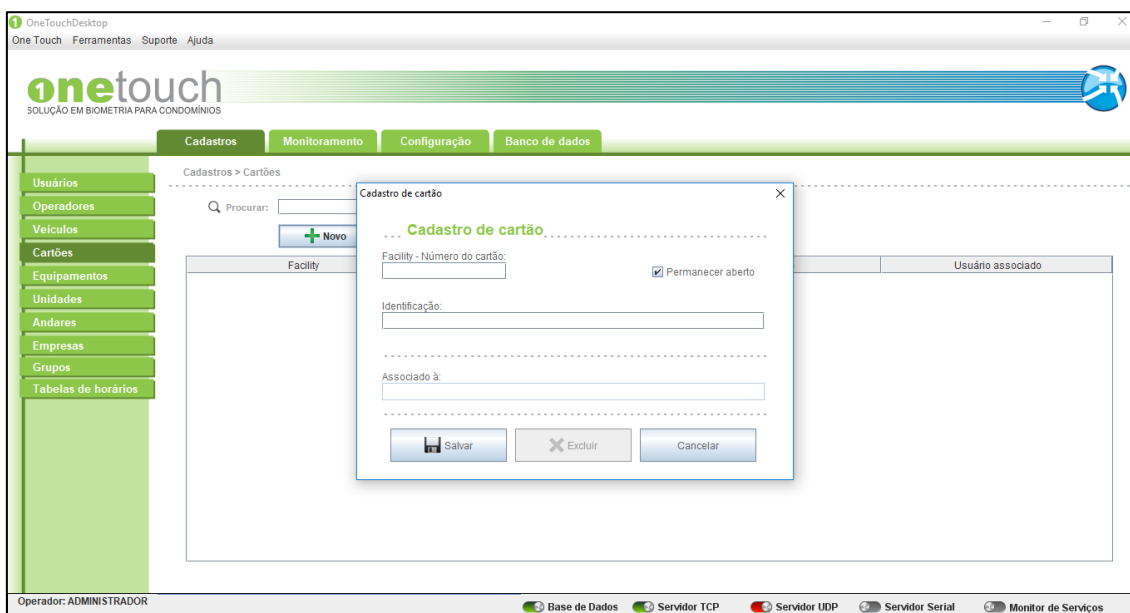 OneTouchDesktop
One Touch Ferramentas Suporte Ajuda
1 onetouch
SOLUÇÃO EM BIOMETRIA PARA CONDOMÍNIOS
Cadastros Monitoramento Configuração Banco de dados
Cadastros > Cartões
Usuários
Operadores
Veículos
Cartões
Equipamentos
Unidades
Andares
Empresas
Grupos
Tabelas de horários
Procurar:
Novo
Facility
Usuário associado
Cadastro de cartão
Cadastro de cartão
Facility - Número do cartão:
Permanecer aberto
Identificação:
Associado à:
Salvar Excluir Cancelar
Operador: ADMINISTRADOR
Base de Dados Servidor TCP Servidor UDP Servidor Serial Monitor de Serviços